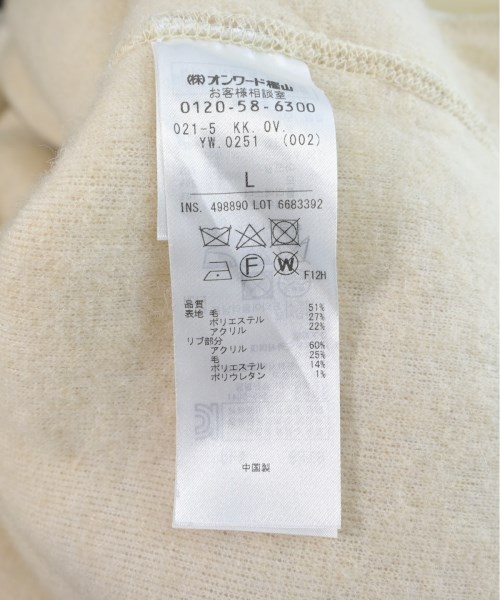 (株)オンワード樫山
お客様相談室
0120-58-6300
021-5 KK. OV.
YW.0251 (002)
L
INS. 498890 LOT 6683392
F12H
品質
表地 毛 51%
ポリエステル 27%
アクリル 22%
リブ部分
アクリル 60%
毛 25%
ポリエステル 14%
ポリウレタン 1%
中国製